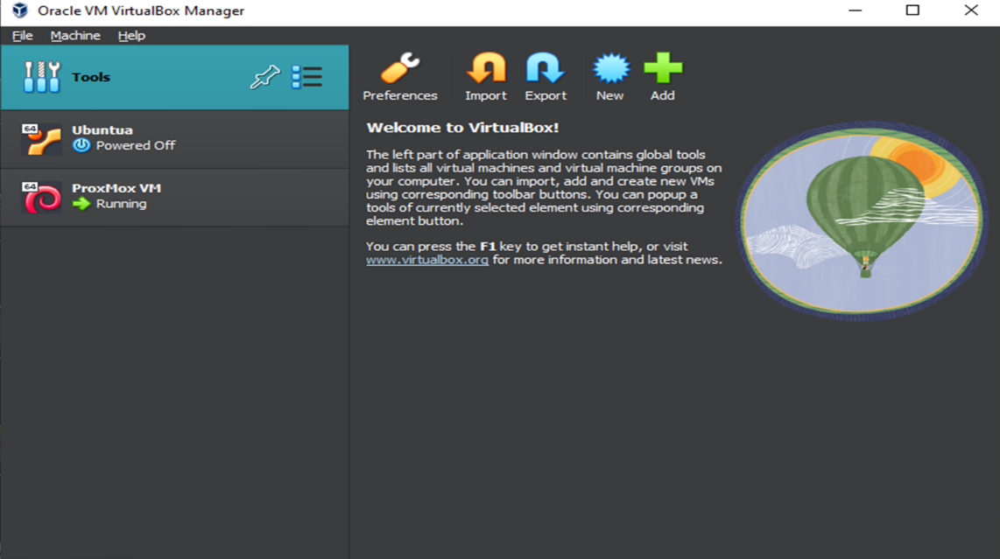 Oracle VM VirtualBox Manager
File Machine Help
Tools
Preferences Import Export New Add
64
Ubuntua
Powered Off
64
ProxMox VM
Running
Welcome to VirtualBox!
The left part of application window contains global tools
and lists all virtual machines and virtual machine groups on
your computer. You can import, add and create new VMs
using corresponding toolbar buttons. You can popup a
tools of currently selected element using corresponding
element button.
You can press the F1 key to get instant help, or visit
www.virtualbox.org for more information and latest news.